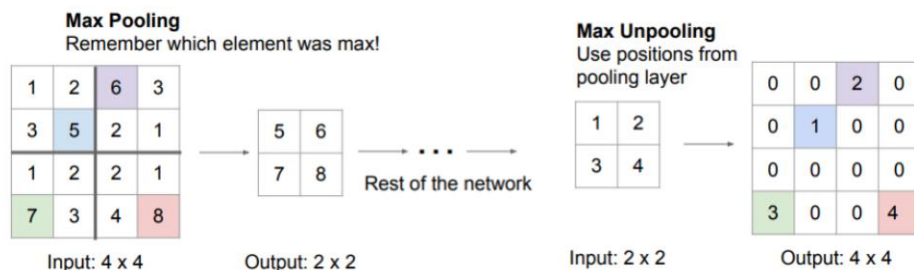 Max Pooling
Remember which element was max!
1 2 6 3
3 5 2 1
1 2 2 1
7 3 4 8
Input: 4 x 4
5 6
7 8
Output: 2 x 2
...
Rest of the network
Max Unpooling
Use positions from
pooling layer
1 2
3 4
Input: 2 x 2
0 0 2 0
0 1 0 0
0 0 0 0
3 0 0 4
Output: 4 x 4